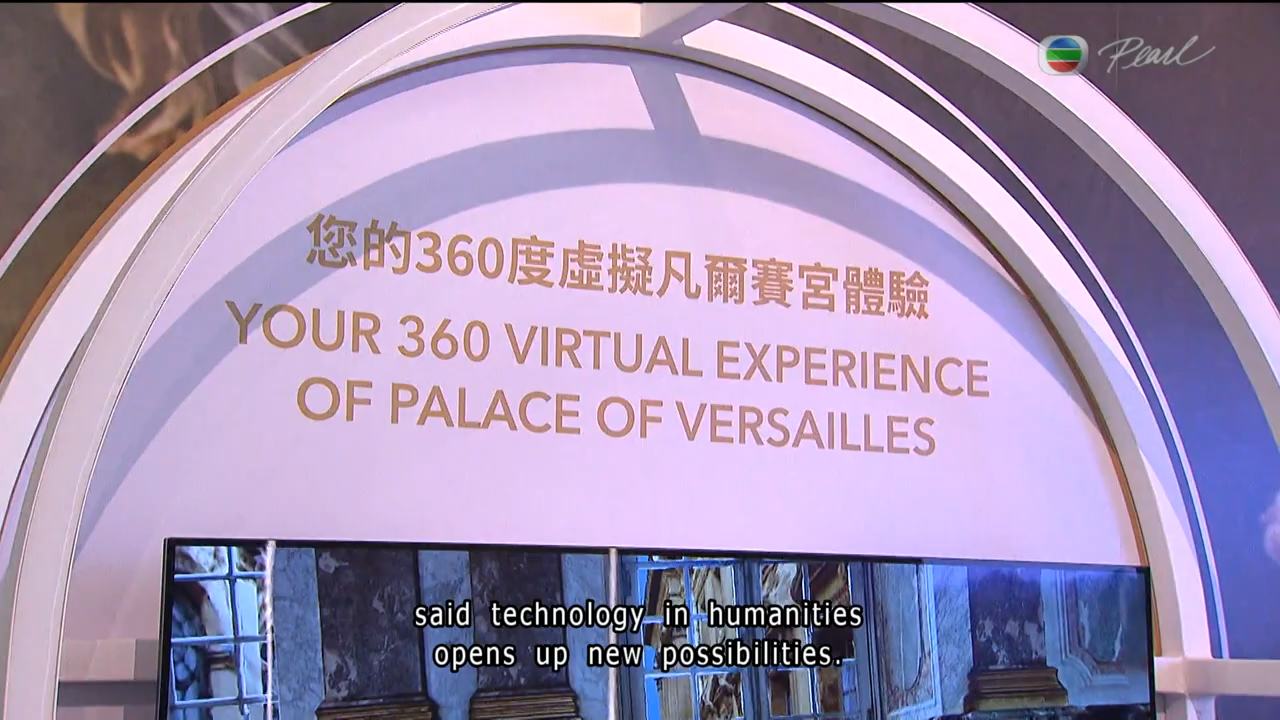 Pearl
您的360度虛擬凡爾賽宮體驗
YOUR 360 VIRTUAL EXPERIENCE
OF PALACE OF VERSAILLES
said technology in humanities
opens up new possibilities.